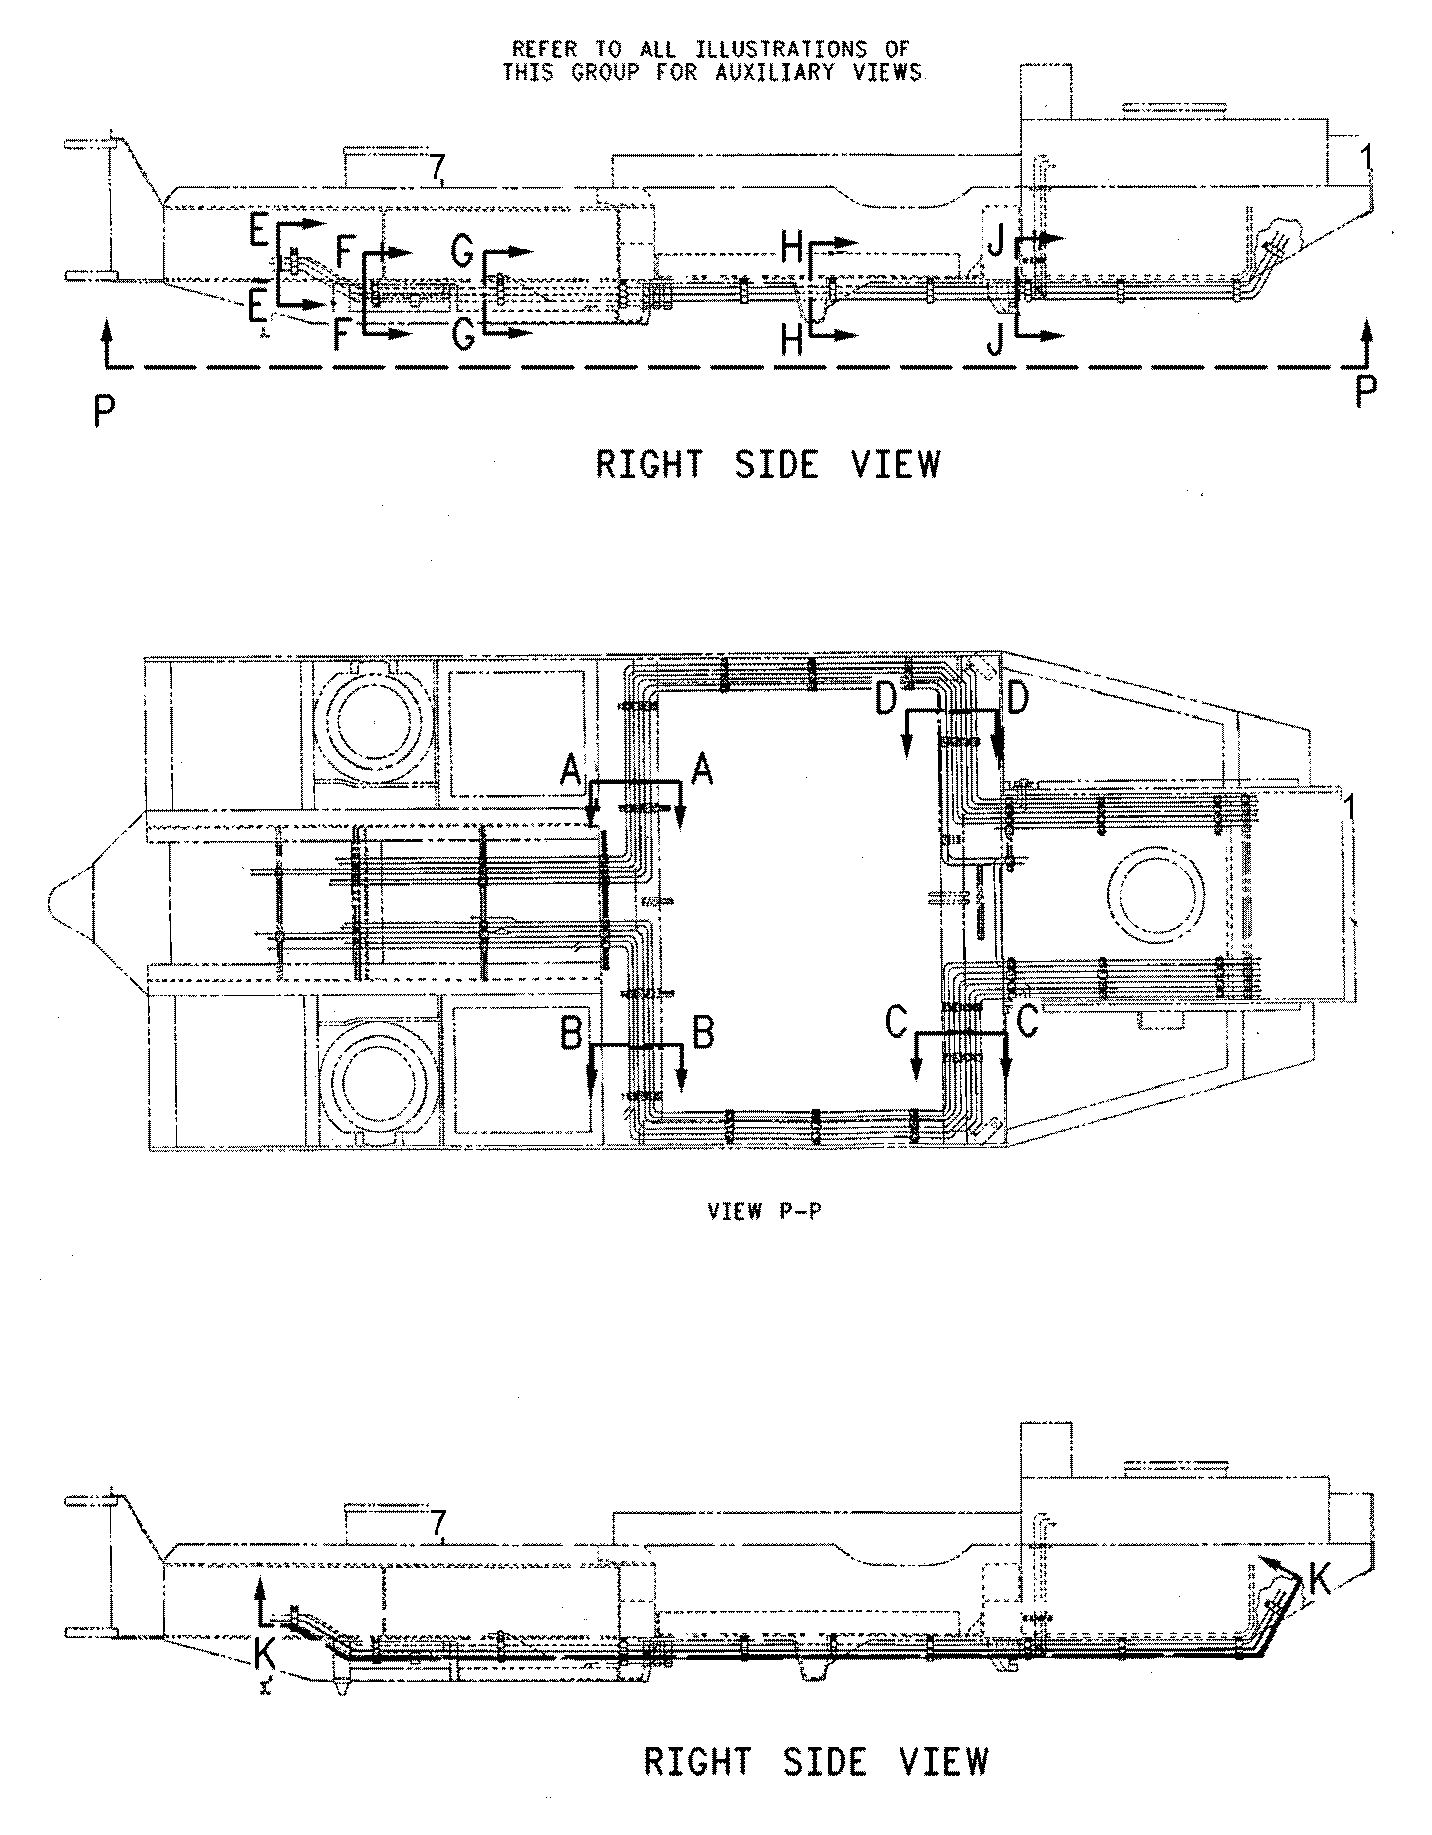 REFER TO ALL ILLUSTRATIONS OF
THIS GROUP FOR AUXILIARY VIEWS
7
1
E
F
G
H
J
E
F
G
H
J
P
P
RIGHT SIDE VIEW
D
D
A
A
1
B
B
C
C
VIEW P-P
7
K
K
RIGHT SIDE VIEW